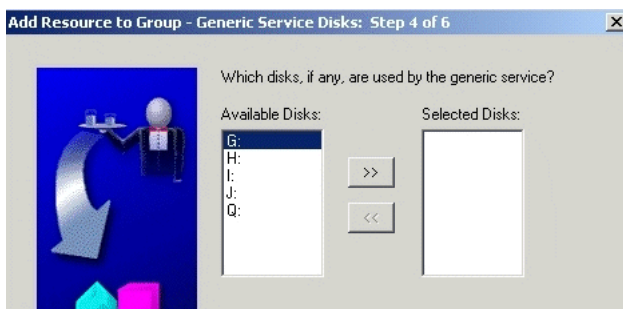 Add Resource to Group - Generic Service Disks: Step 4 of 6
Which disks, if any, are used by the generic service?
Available Disks:
Selected Disks:
G:
H:
I:
J:
Q:
>>
<<